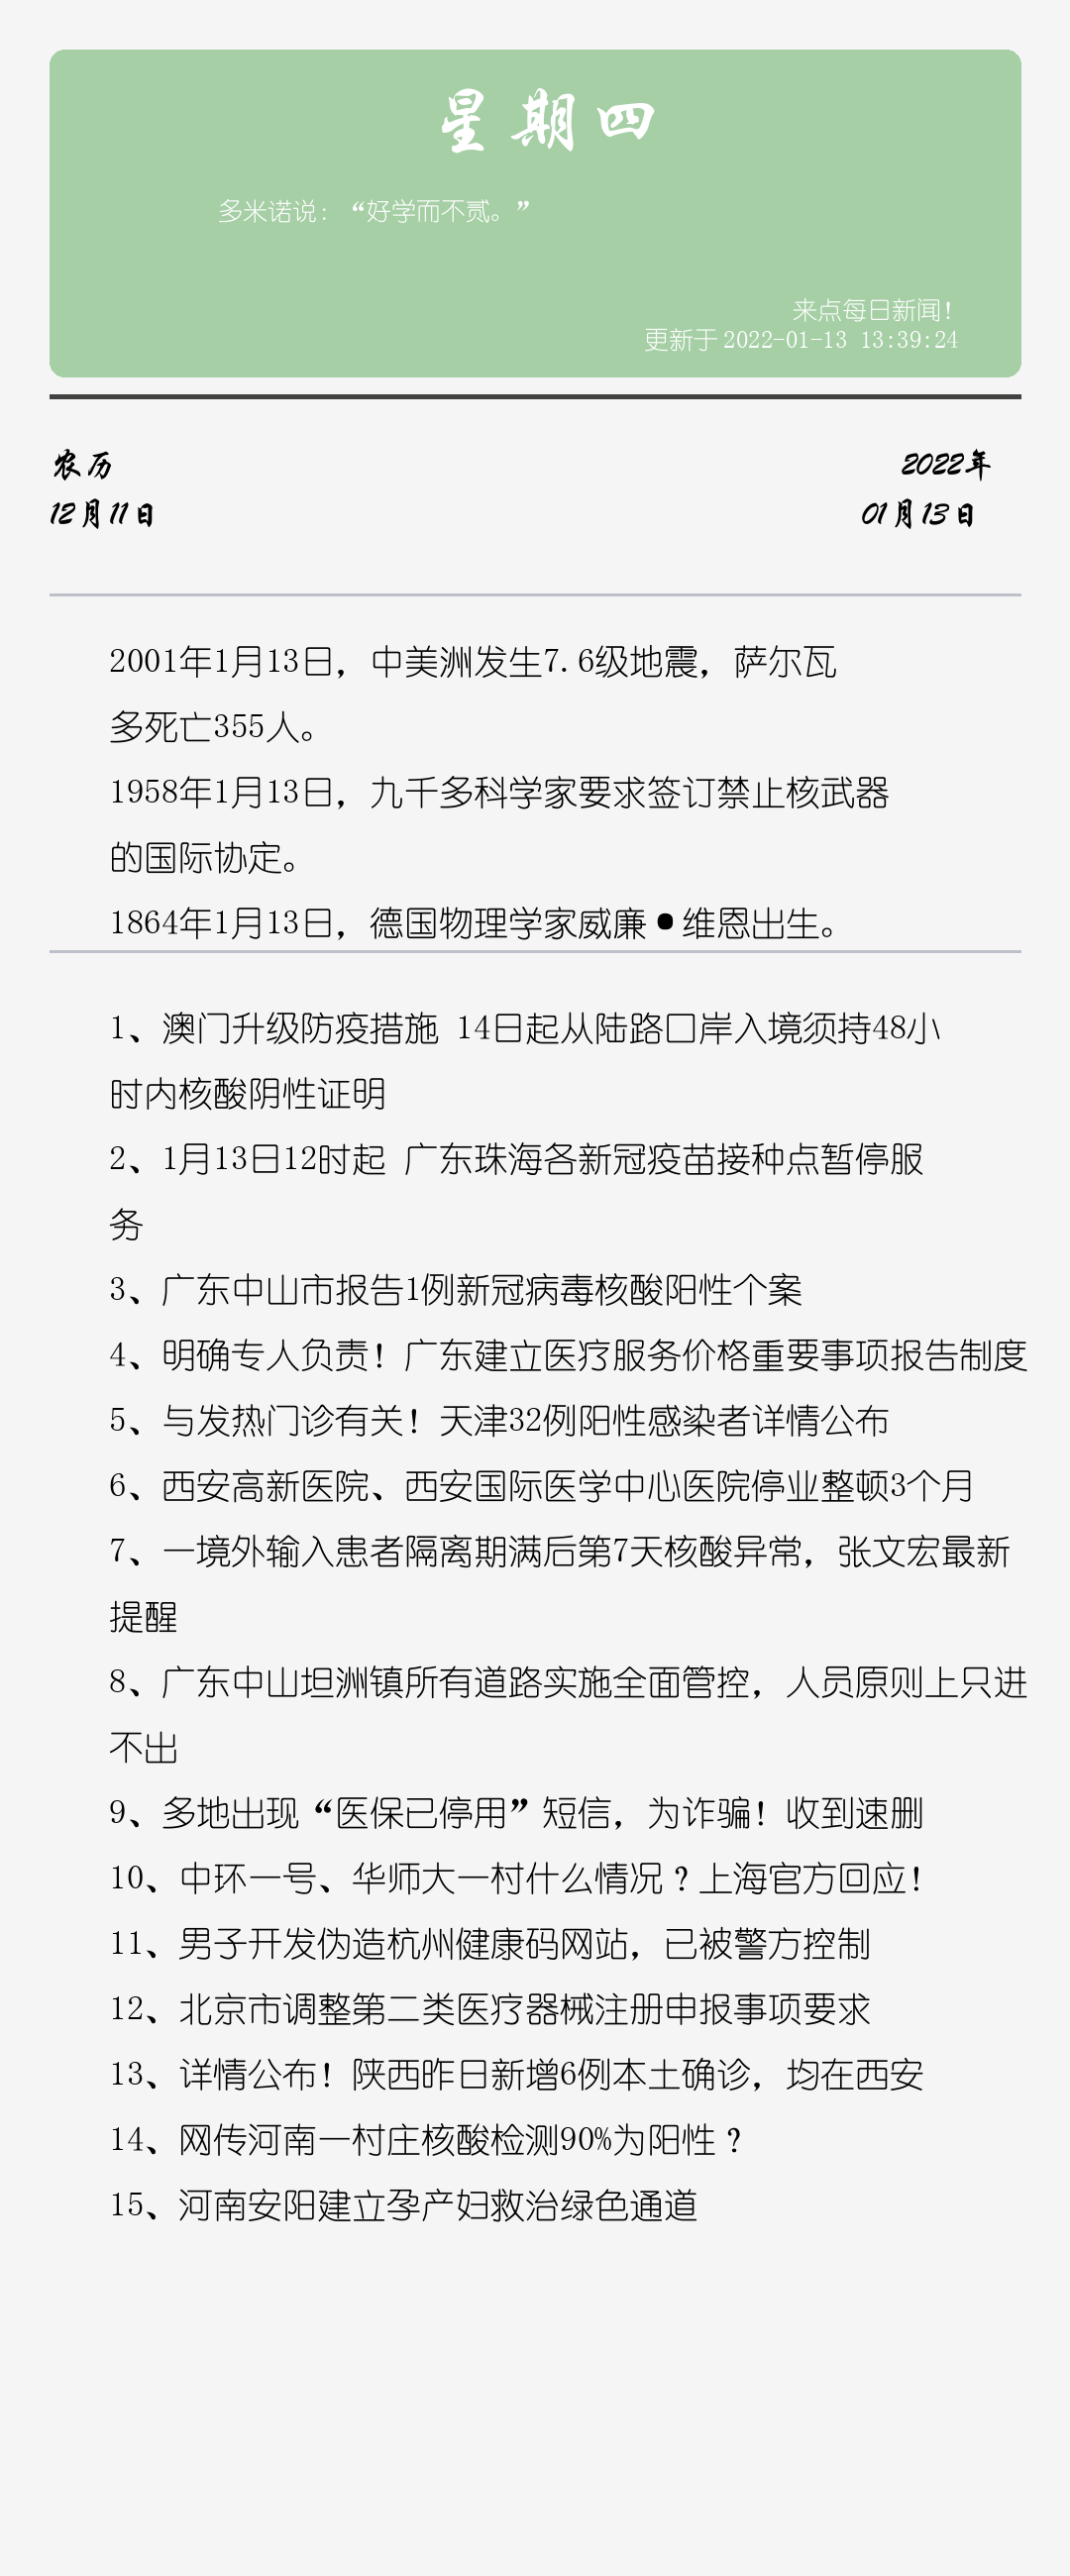 星期四
多米诺说：“好学而不贰。”
来点每日新闻！
更新于2022-01-13 13:39:24
农历
2022年
12月11日
01月13日
2001年1月13日，中美洲发生7.6级地震，萨尔瓦
多死亡355人。
1958年1月13日，九千多科学家要求签订禁止核武器
的国际协定。
1864年1月13日，德国物理学家威廉•维恩出生。
1、澳门升级防疫措施 14日起从陆路口岸入境须持48小
时内核酸阴性证明
2、1月13日12时起 广东珠海各新冠疫苗接种点暂停服
务
3、广东中山市报告1例新冠病毒核酸阳性个案
4、明确专人负责！广东建立医疗服务价格重要事项报告制度
5、与发热门诊有关！天津32例阳性感染者详情公布
6、西安高新医院、西安国际医学中心医院停业整顿3个月
7、一境外输入患者隔离期满后第7天核酸异常，张文宏最新
提醒
8、广东中山坦洲镇所有道路实施全面管控，人员原则上只进
不出
9、多地出现“医保已停用”短信，为诈骗！收到速删
10、中环一号、华师大一村什么情况？上海官方回应！
11、男子开发伪造杭州健康码网站，已被警方控制
12、北京市调整第二类医疗器械注册申报事项要求
13、详情公布！陕西昨日新增6例本土确诊，均在西安
14、网传河南一村庄核酸检测90%为阳性？
15、河南安阳建立孕产妇救治绿色通道